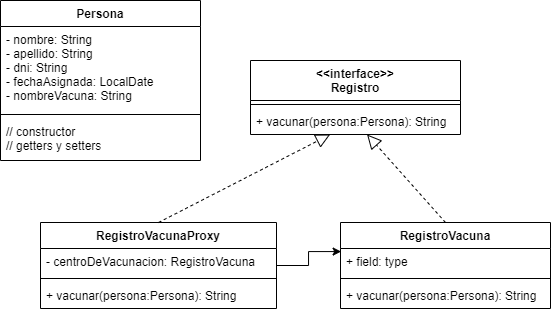 Persona
- nombre: String
- apellido: String
- dni: String
- fechaAsignada: LocalDate
- nombreVacuna: String
// constructor
// getters y setters
<<interface>>
Registro
+ vacunar(persona:Persona): String
RegistroVacunaProxy
- centroDeVacunacion: RegistroVacuna
+ vacunar(persona:Persona): String
RegistroVacuna
+ field: type
+ vacunar(persona:Persona): String